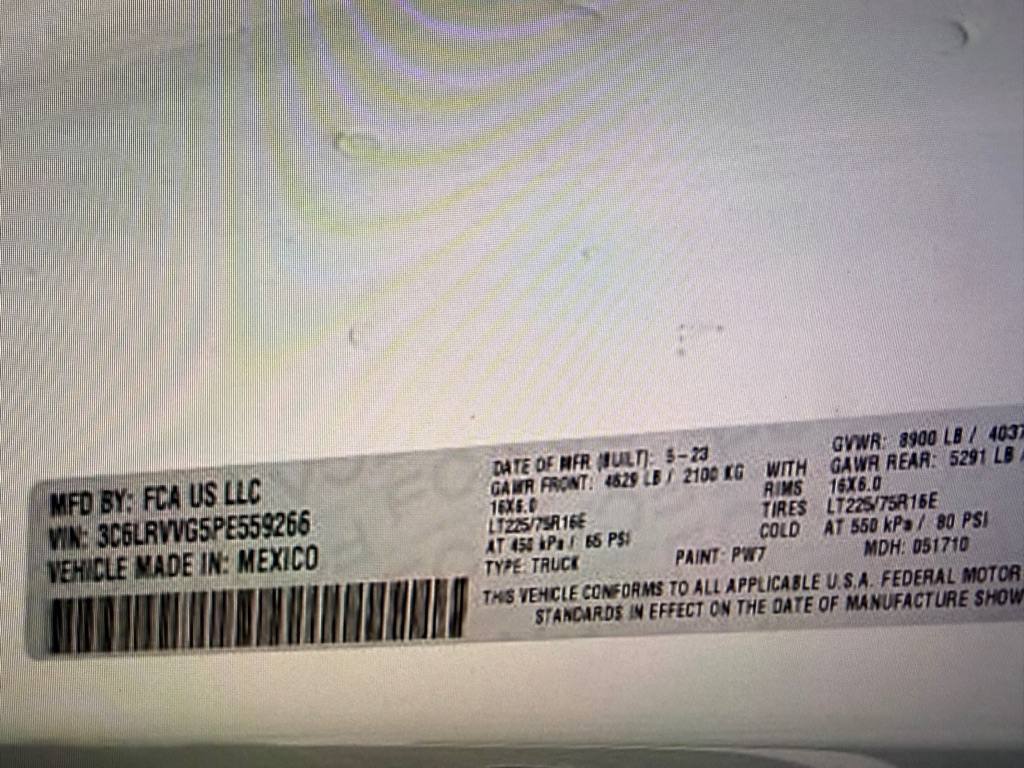 MFD BY: FCA US LLC
VIN: 3C6LRVVG5PE559266
VEHICLE MADE IN: MEXICO
DATE OF MFR (BUILT): 5-23
GAWR FRONT: 4629 LB / 2100 KG
16X6.0
LT225/75R16E
AT 450 kPa / 65 PSI
TYPE: TRUCK
WITH
RIMS
TIRES
COLD
GVWR: 8900 LB / 4037
GAWR REAR: 5291 LB /
16X6.0
LT225/75R16E
AT 550 kPa / 80 PSI
PAINT: PW7
MDH: 051710
THIS VEHICLE CONFORMS TO ALL APPLICABLE U.S.A. FEDERAL MOTOR
STANDARDS IN EFFECT ON THE DATE OF MANUFACTURE SHOW